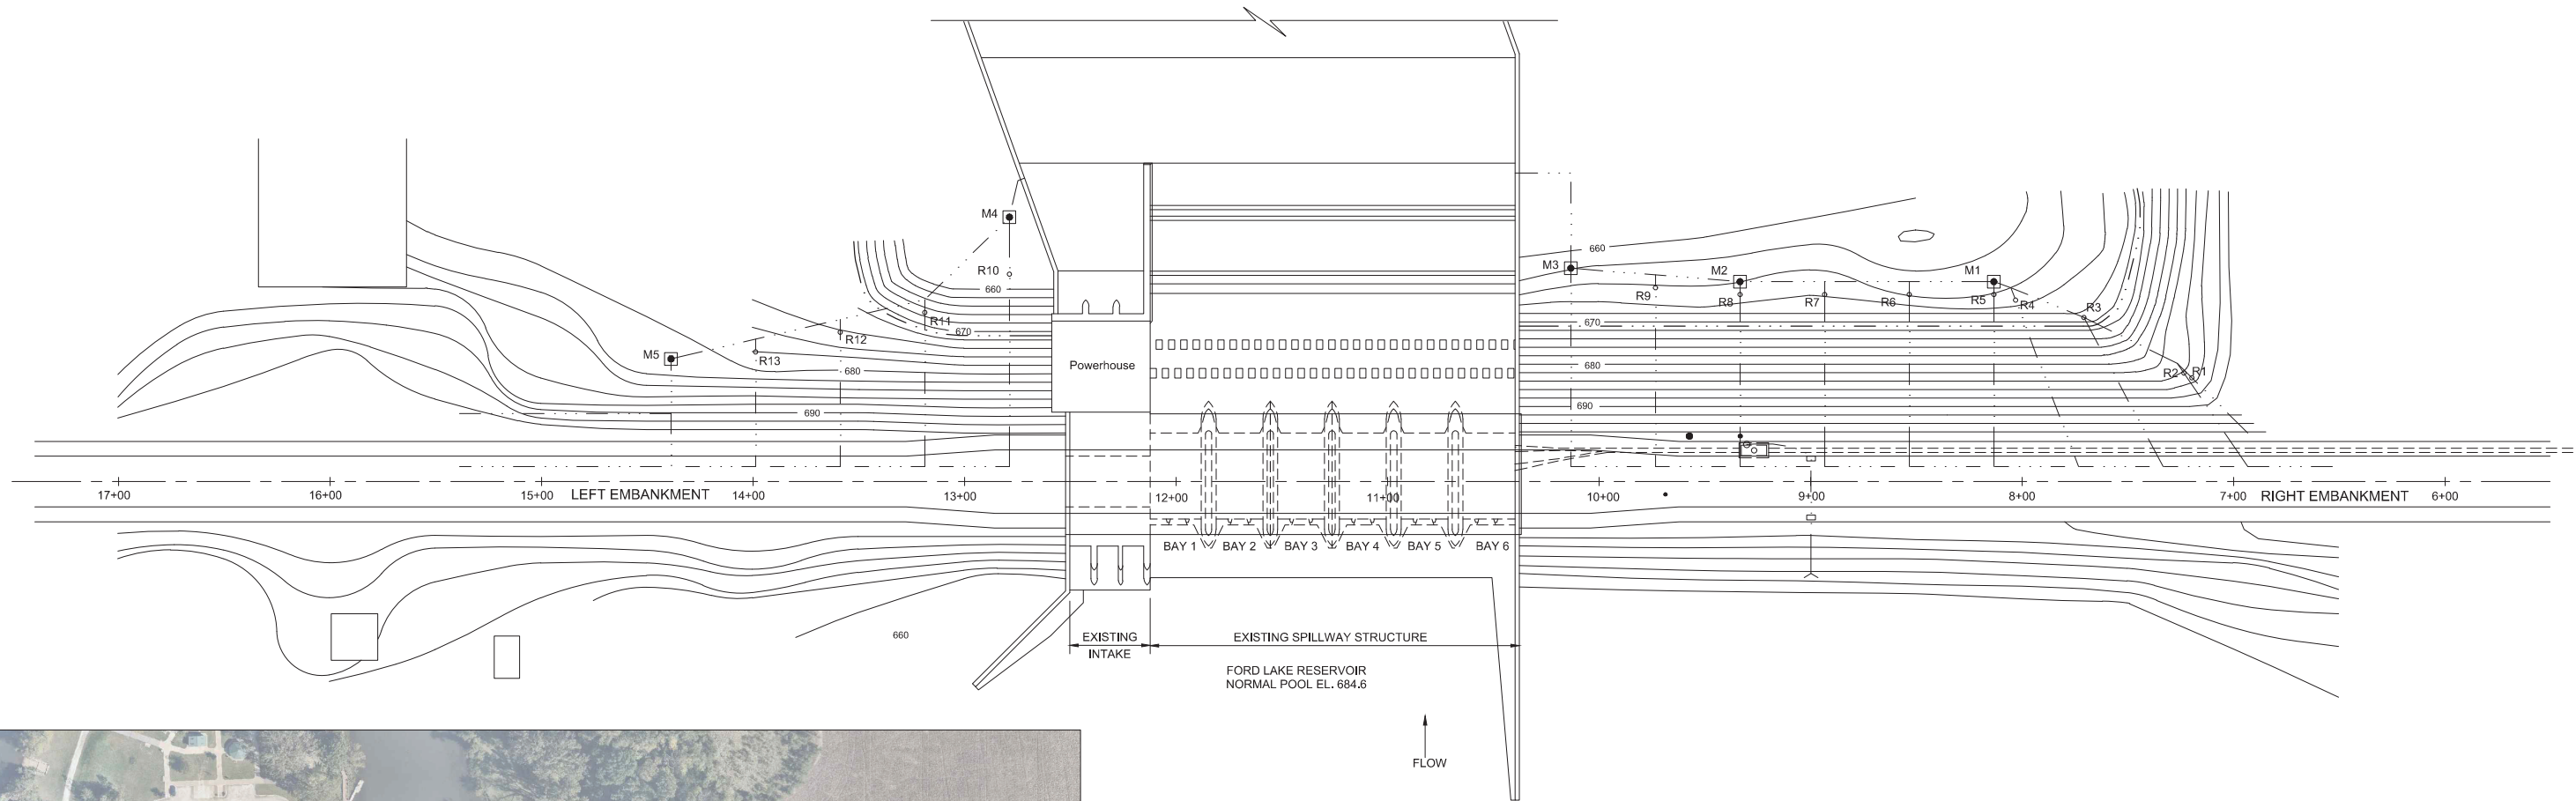 M4
R10
660
R11
670
R12
R13
M5
680
690
Powerhouse
660
M3
M2
M1
R9
R8
R7
R6
R5
R4
R3
670
R2
R1
680
690
17+00
16+00
15+00
LEFT EMBANKMENT
14+00
13+00
12+00
11+00
10+00
9+00
8+00
7+00
RIGHT EMBANKMENT
6+00
BAY 1
BAY 2
BAY 3
BAY 4
BAY 5
BAY 6
660
EXISTING
INTAKE
EXISTING SPILLWAY STRUCTURE
FORD LAKE RESERVOIR
NORMAL POOL EL. 684.6
FLOW